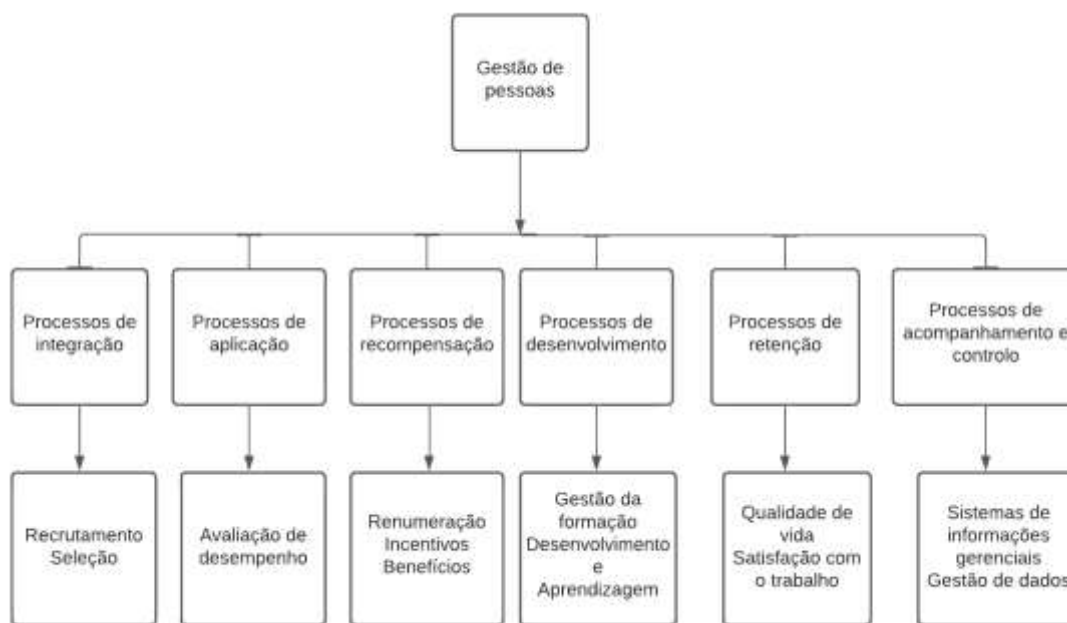 Gestão de
pessoas
Processos de
integração
Processos de
aplicação
Processos de
recompensação
Processos de
desenvolvimento
Processos de
retenção
Processos de
acompanhamento e
controlo
Recrutamento
Seleção
Avaliação de
desempenho
Renumeração
Incentivos
Benefícios
Gestão da
formação
Desenvolvimento
e
Aprendizagem
Qualidade de
vida
Satisfação com
o trabalho
Sistemas de
informações
gerenciais
Gestão de dados